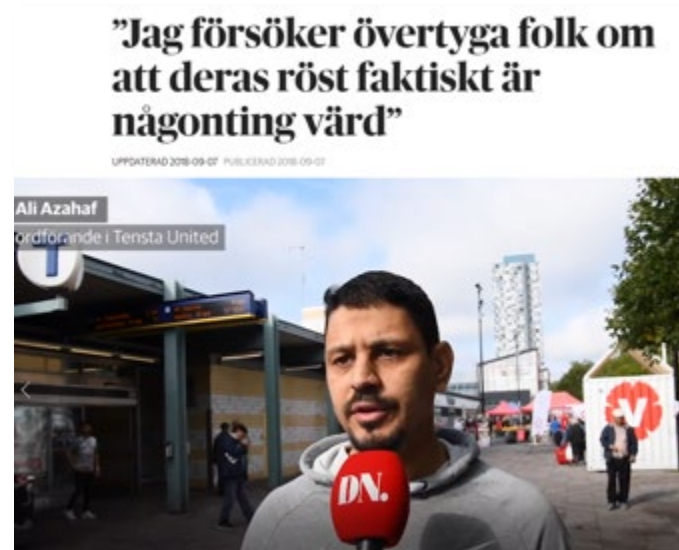 ”Jag försöker övertyga folk om
att deras röst faktiskt är
någonting värd”
UPPDATERAD 2018-09-07 PUBLICERAD 2018-09-07
Ali Azahaf
ordförande i Tensta United
T
V
DN.